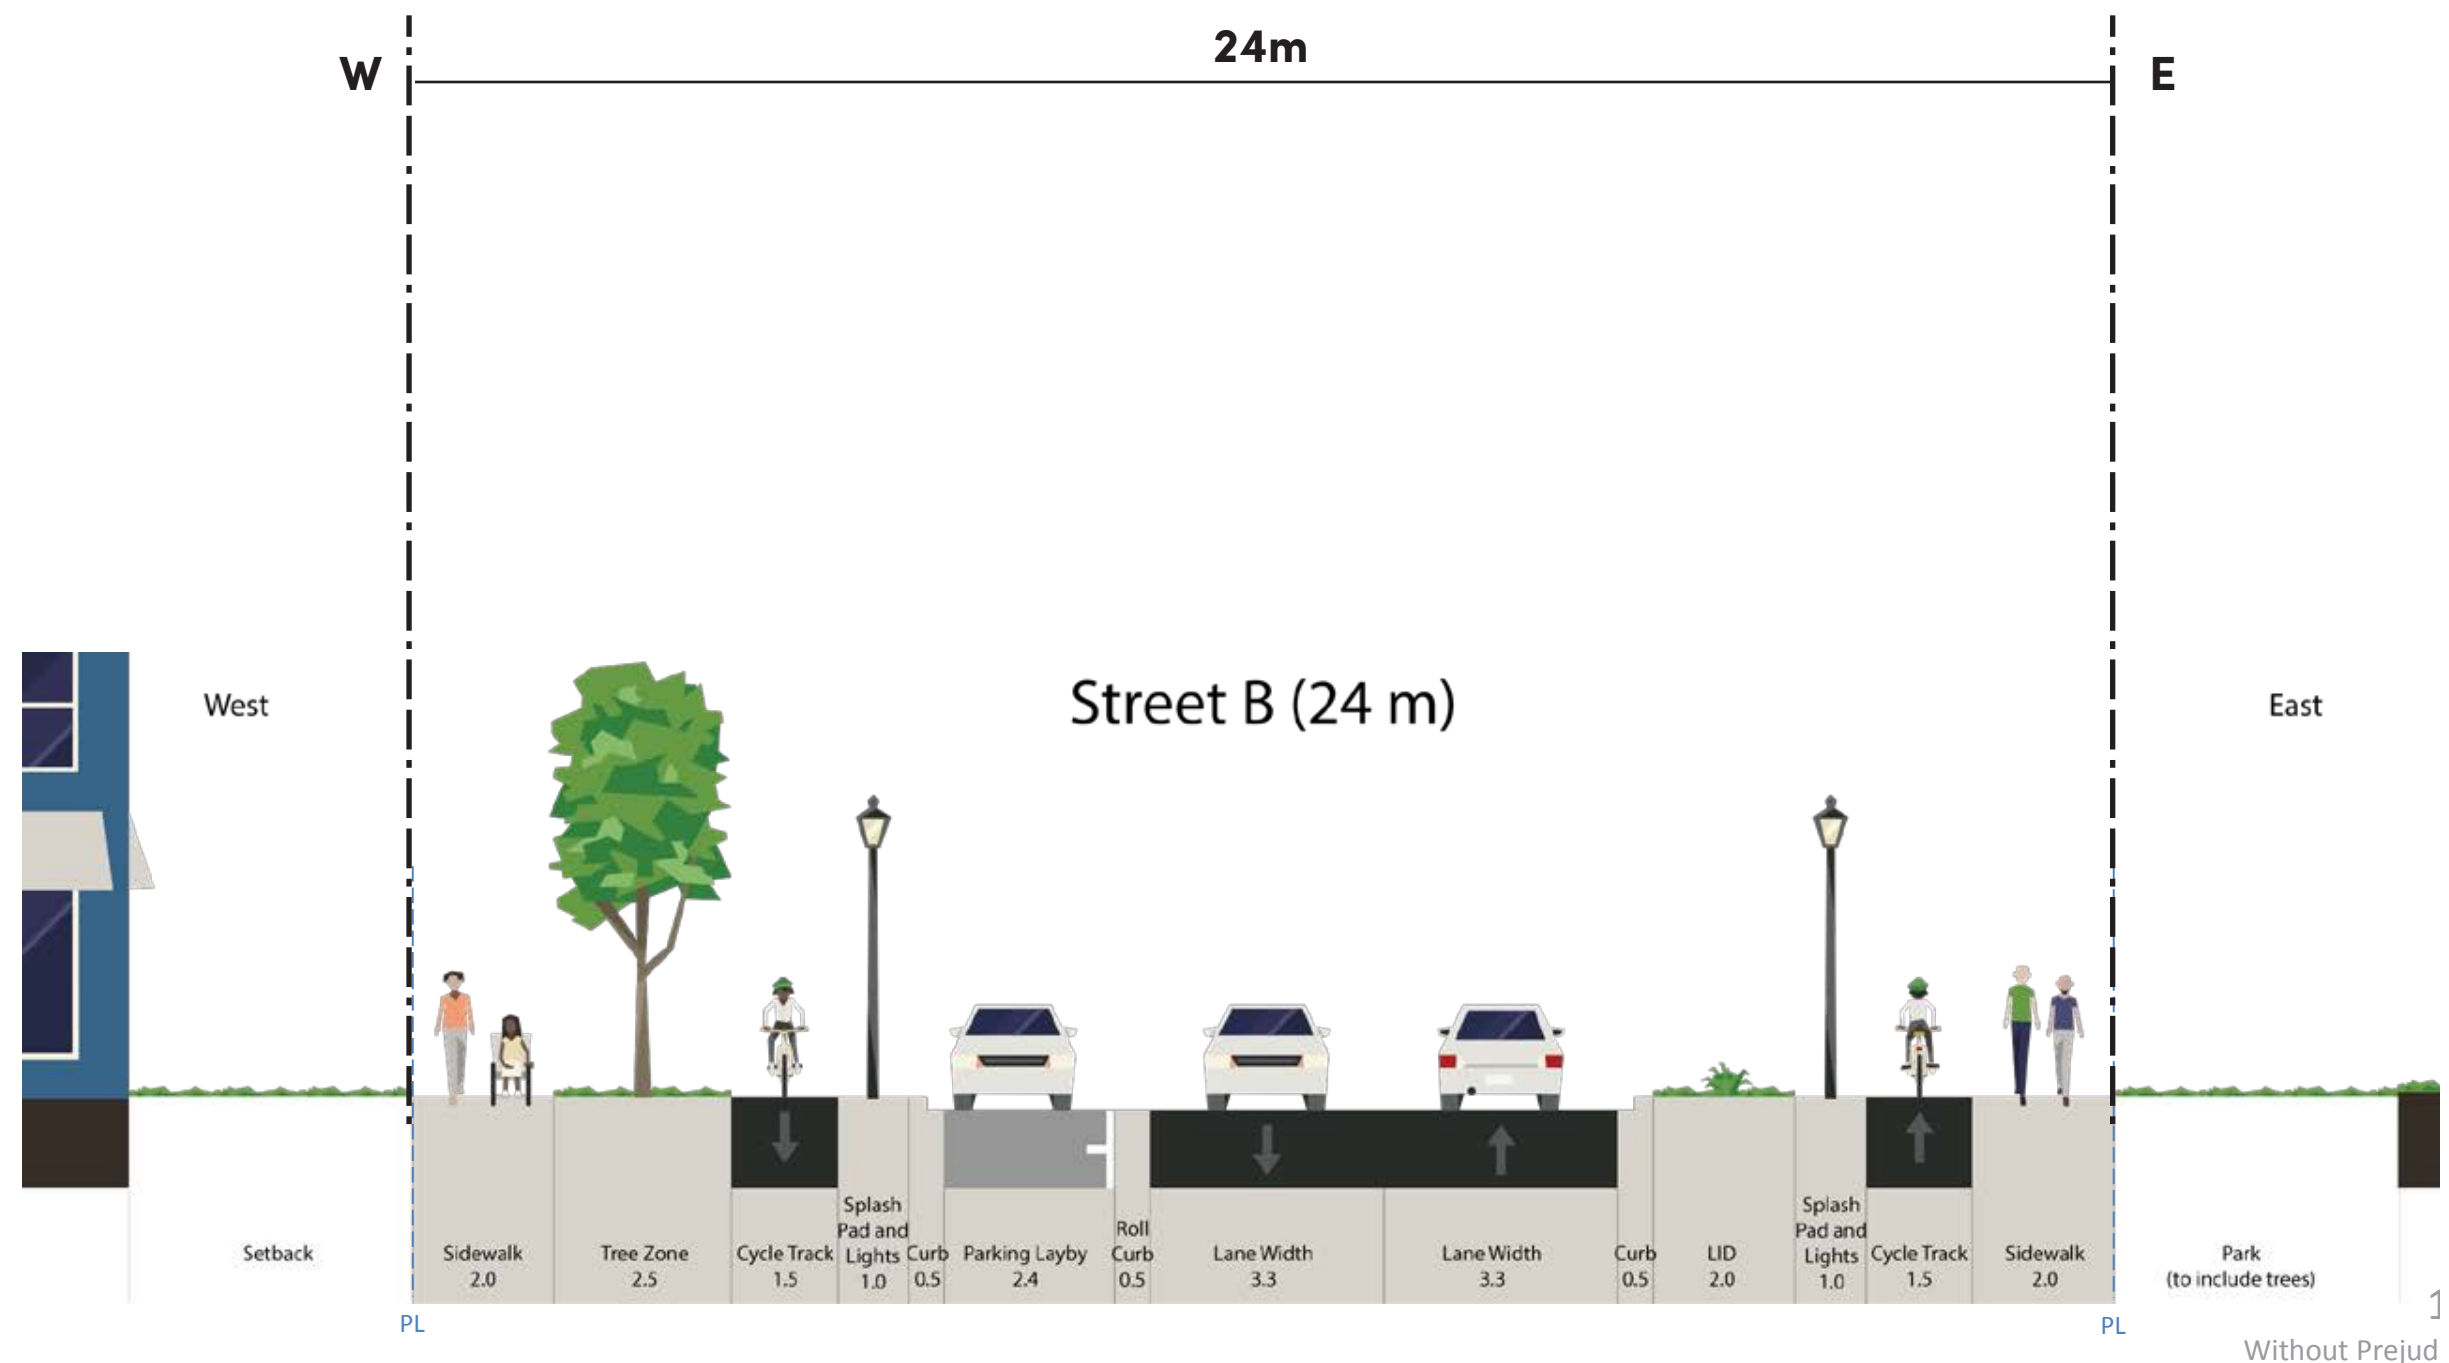 24m
W
E
West
Street B (24 m)
East
Setback
Sidewalk
2.0
Tree Zone
2.5
Cycle Track
1.5
Splash
Pad and
Lights
1.0
Curb
0.5
Parking Layby
2.4
Roll
Curb
0.5
Lane Width
3.3
Lane Width
3.3
Curb
0.5
LID
2.0
Splash
Pad and
Lights
1.0
Cycle Track
1.5
Sidewalk
2.0
Park
(to include trees)
PL
PL
Without